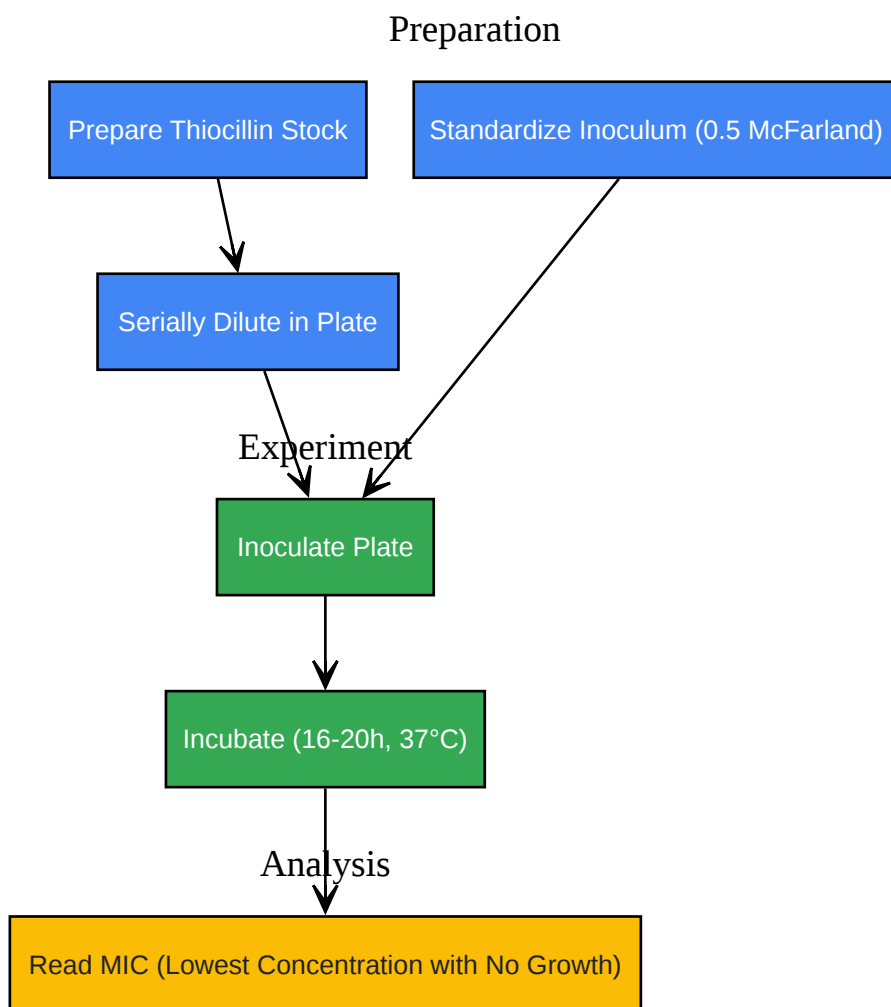 Preparation
Prepare Thiocillin Stock
Standardize Inoculum (0.5 McFarland)
Serially Dilute in Plate
Experiment
Inoculate Plate
Incubate (16-20h, 37°C)
Analysis
Read MIC (Lowest Concentration with No Growth)